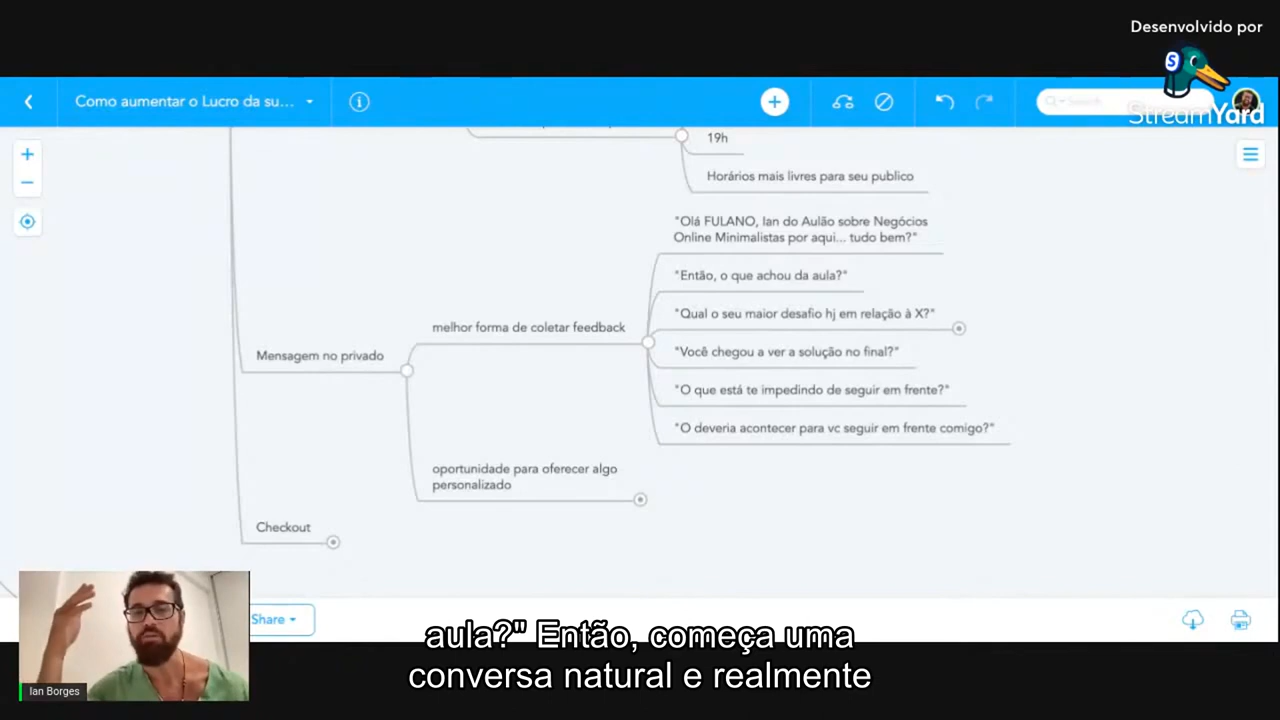 Desenvolvido por
StreamYard
Como aumentar o Lucro da su...
Search
19h
Horários mais livres para seu publico
"Olá FULANO, Ian do Aulão sobre Negócios
Online Minimalistas por aqui... tudo bem?"
"Então, o que achou da aula?"
"Qual o seu maior desafio hj em relação à X?"
melhor forma de coletar feedback
"Você chegou a ver a solução no final?"
Mensagem no privado
"O que está te impedindo de seguir em frente?"
"O deveria acontecer para vc seguir em frente comigo?"
oportunidade para oferecer algo
personalizado
Checkout
Share
Ian Borges
aula?" Então, começa uma
conversa natural e realmente